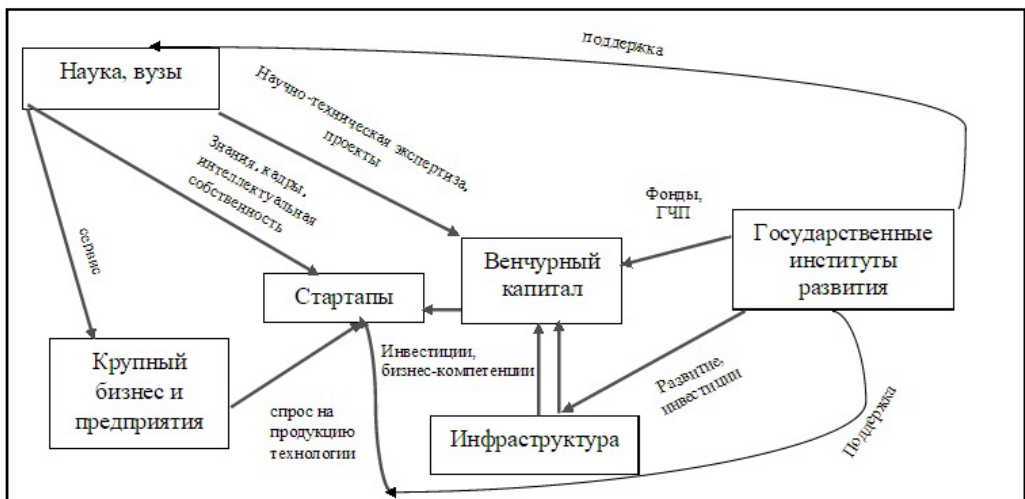 поддержка
Наука, вузы
Научно-техническая экспертиза,
проекты
Знания, кадры,
интеллектуальная
собственность
сервис
Фонды,
ГЧП
Государственные
институты
развития
Венчурный
капитал
Стартапы
Крупный
бизнес и
предприятия
Инвестиции,
бизнес-компетенции
Развитие,
инвестиции
Поддержка
спрос на
продукцию
технологии
Инфраструктура